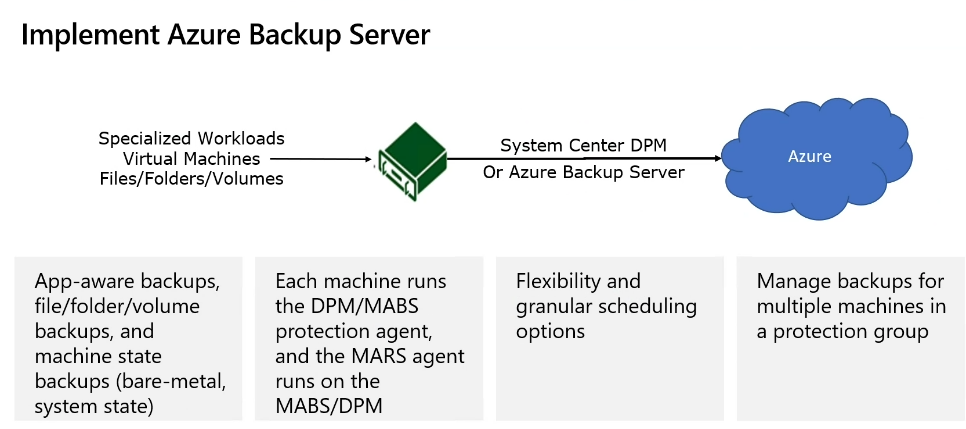 Implement Azure Backup Server
Specialized Workloads
Virtual Machines
Files/Folders/Volumes
System Center DPM
Or Azure Backup Server
Azure
App-aware backups,
file/folder/volume
backups, and
machine state
backups (bare-metal,
system state)
Each machine runs
the DPM/MABS
protection agent,
and the MARS agent
runs on the
MABS/DPM
Flexibility and
granular scheduling
options
Manage backups for
multiple machines in
a protection group